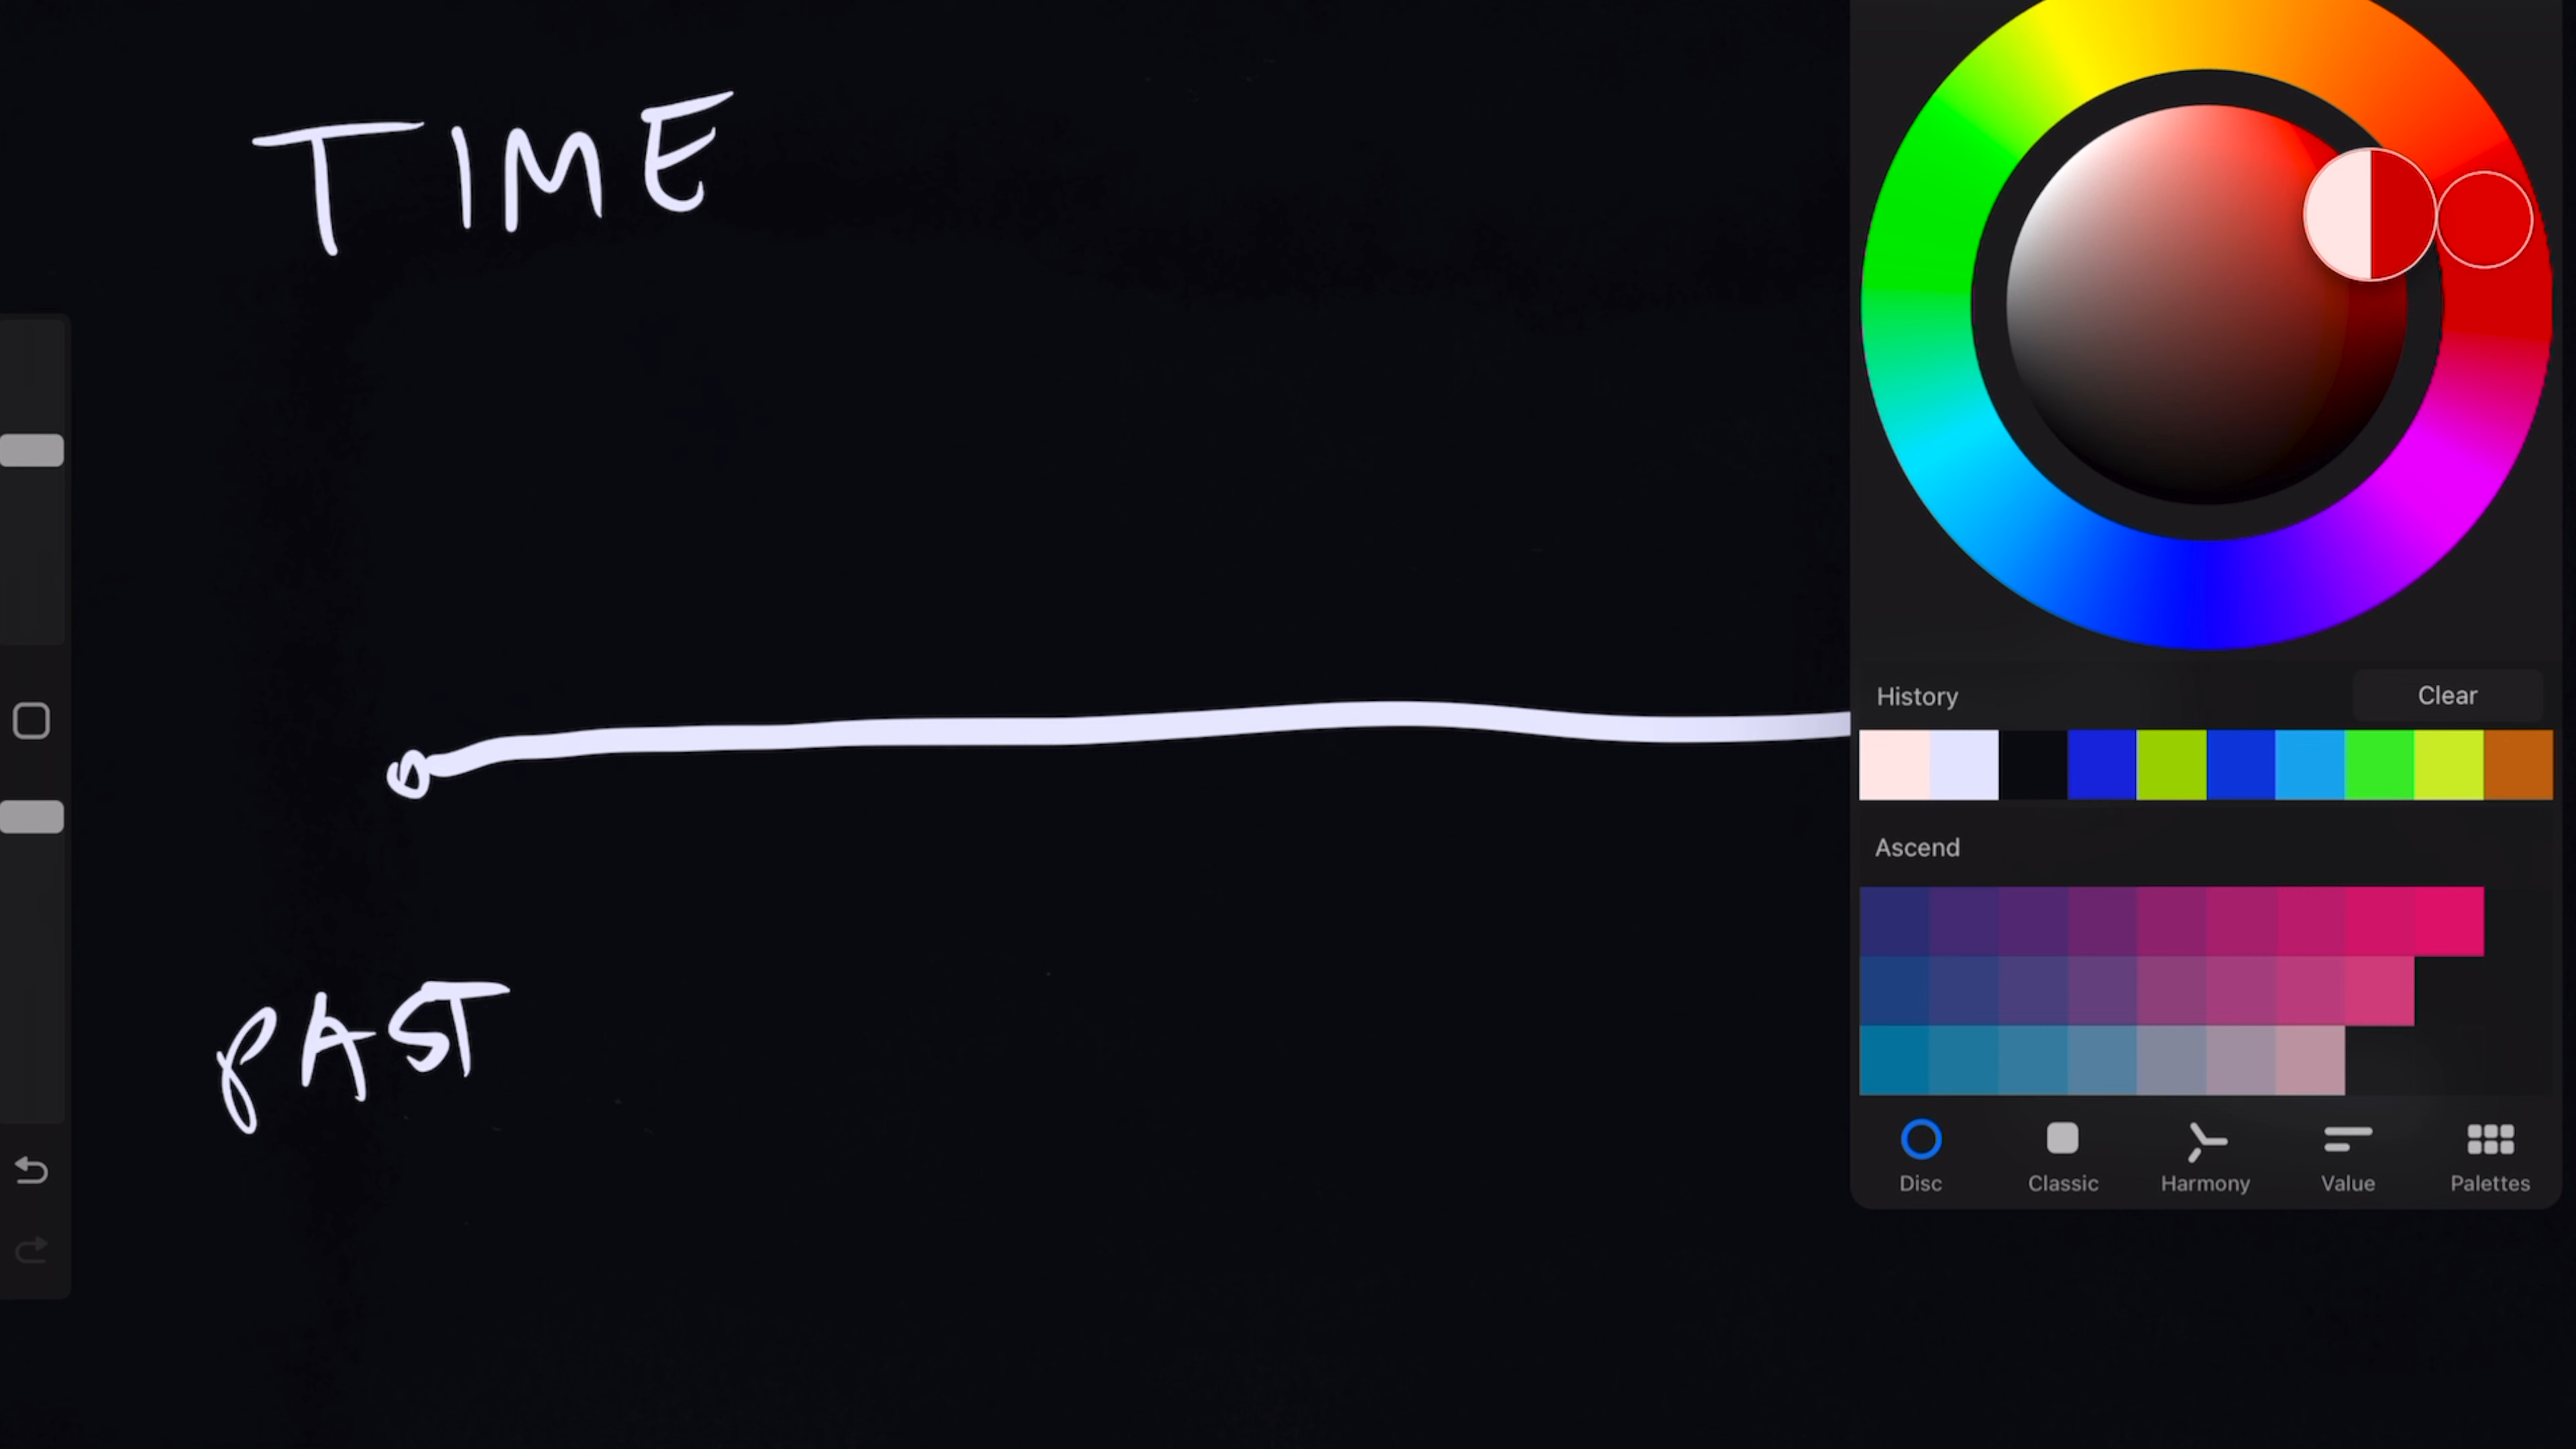 TIME
PAST
History
Clear
Ascend
Disc
Classic
Harmony
Value
Palettes